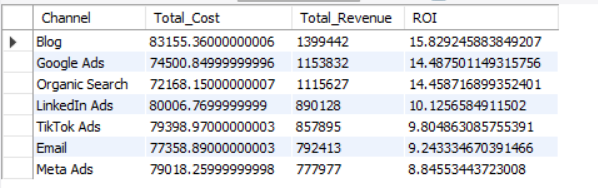 Channel Total_Cost Total_Revenue ROI
Blog 83155.36000000006 1399442 15.829245883849207
Google Ads 74500.84999999996 1153832 14.487501149315756
Organic Search 72168.15000000007 1115627 14.458716899352401
LinkedIn Ads 80006.7699999999 890128 10.1256584911502
TikTok Ads 79398.97000000003 857895 9.804863085755391
Email 77358.89000000003 792413 9.243334670391466
Meta Ads 79018.25999999998 777977 8.84553443723008